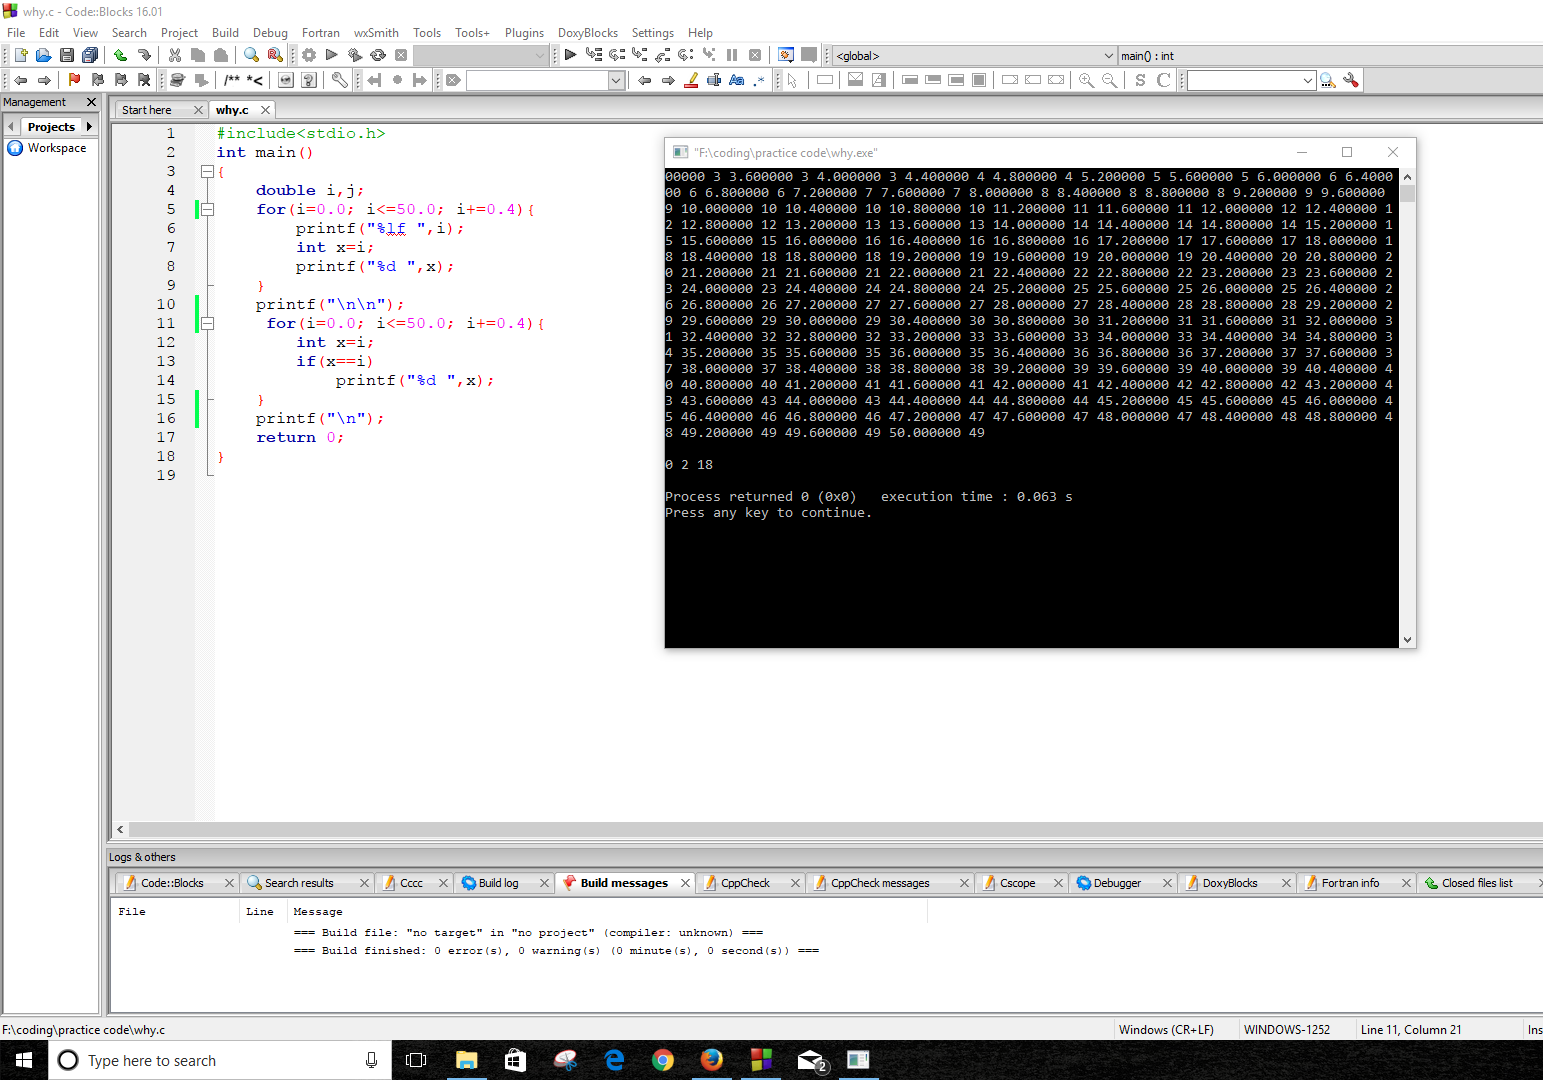 why.c - Code::Blocks 16.01
File Edit View Search Project Build Debug Fortran wxSmith Tools Tools+ Plugins DoxyBlocks Settings Help
<global> main() : int
/** *<
S C
Management
Projects
Workspace
Start here why.c
1 #include<stdio.h>
2 int main()
3 {
4 double i,j;
5 for(i=0.0; i<=50.0; i+=0.4){
6 printf("%lf ",i);
7 int x=i;
8 printf("%d ",x);
9 }
10 printf("\n\n");
11 for(i=0.0; i<=50.0; i+=0.4){
12 int x=i;
13 if(x==i)
14 printf("%d ",x);
15 }
16 printf("\n");
17 return 0;
18 }
19
"F:\coding\practice code\why.exe"
00000 3 3.600000 3 4.000000 3 4.400000 4 4.800000 4 5.200000 5 5.600000 5 6.000000 6 6.4000
00 6 6.800000 6 7.200000 7 7.600000 7 8.000000 8 8.400000 8 8.800000 8 9.200000 9 9.600000
9 10.000000 10 10.400000 10 10.800000 10 11.200000 11 11.600000 11 12.000000 12 12.400000 1
2 12.800000 12 13.200000 13 13.600000 13 14.000000 14 14.400000 14 14.800000 14 15.200000 1
5 15.600000 15 16.000000 16 16.400000 16 16.800000 16 17.200000 17 17.600000 17 18.000000 1
8 18.400000 18 18.800000 18 19.200000 19 19.600000 19 20.000000 19 20.400000 20 20.800000 2
0 21.200000 21 21.600000 21 22.000000 21 22.400000 22 22.800000 22 23.200000 23 23.600000 2
3 24.000000 23 24.400000 24 24.800000 24 25.200000 25 25.600000 25 26.000000 25 26.400000 2
6 26.800000 26 27.200000 27 27.600000 27 28.000000 27 28.400000 28 28.800000 28 29.200000 2
9 29.600000 29 30.000000 29 30.400000 30 30.800000 30 31.200000 31 31.600000 31 32.000000 3
1 32.400000 32 32.800000 32 33.200000 33 33.600000 33 34.000000 33 34.400000 34 34.800000 3
4 35.200000 35 35.600000 35 36.000000 35 36.400000 36 36.800000 36 37.200000 37 37.600000 3
7 38.000000 37 38.400000 38 38.800000 38 39.200000 39 39.600000 39 40.000000 39 40.400000 4
0 40.800000 40 41.200000 41 41.600000 41 42.000000 41 42.400000 42 42.800000 42 43.200000 4
3 43.600000 43 44.000000 43 44.400000 44 44.800000 44 45.200000 45 45.600000 45 46.000000 4
5 46.400000 46 46.800000 46 47.200000 47 47.600000 47 48.000000 47 48.400000 48 48.800000 4
8 49.200000 49 49.600000 49 50.000000 49
0 2 18
Process returned 0 (0x0) execution time : 0.063 s
Press any key to continue.
Logs & others
Code::Blocks Search results Cccc Build log Build messages CppCheck CppCheck messages Cscope Debugger DoxyBlocks Fortran info Closed files list
File Line Message
=== Build file: "no target" in "no project" (compiler: unknown) ===
=== Build finished: 0 error(s), 0 warning(s) (0 minute(s), 0 second(s)) ===
F:\coding\practice code\why.c Windows (CR+LF) WINDOWS-1252 Line 11, Column 21 Ins
Type here to search
2